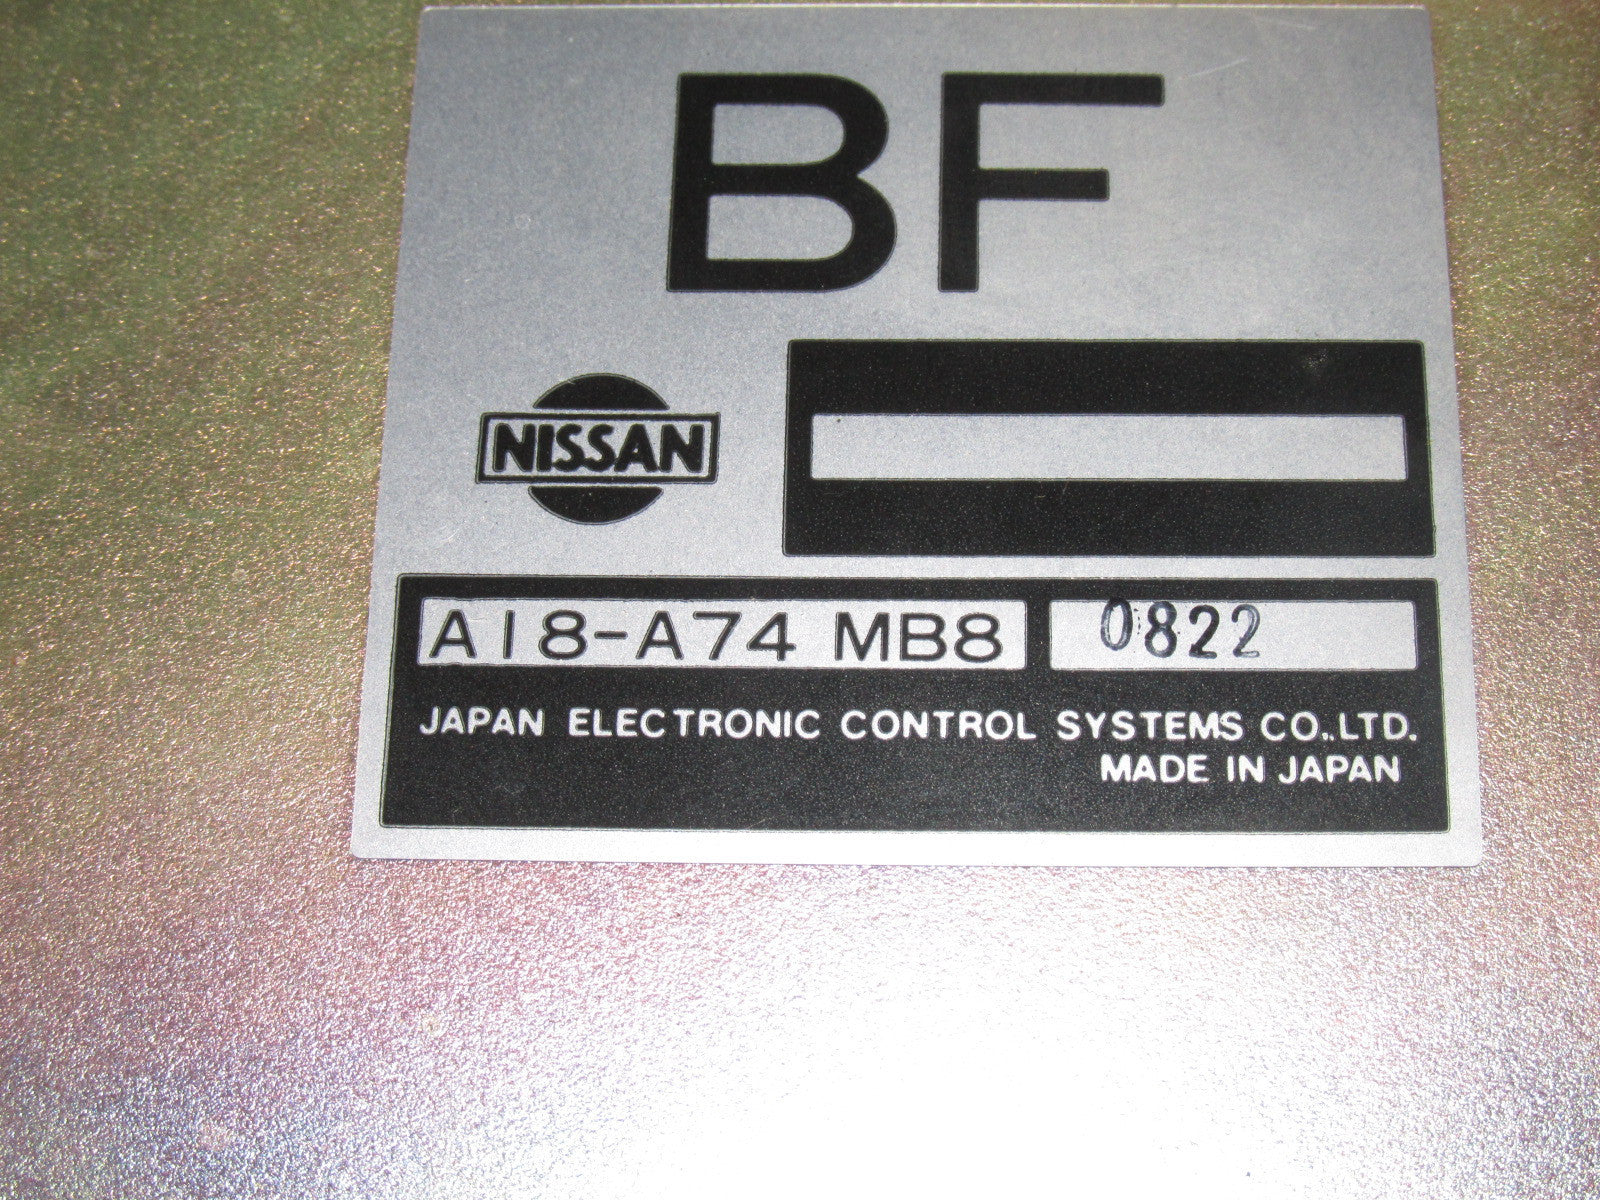 BF
NISSAN
A18-A74 MB8 0822
JAPAN ELECTRONIC CONTROL SYSTEMS CO.,LTD.
MADE IN JAPAN